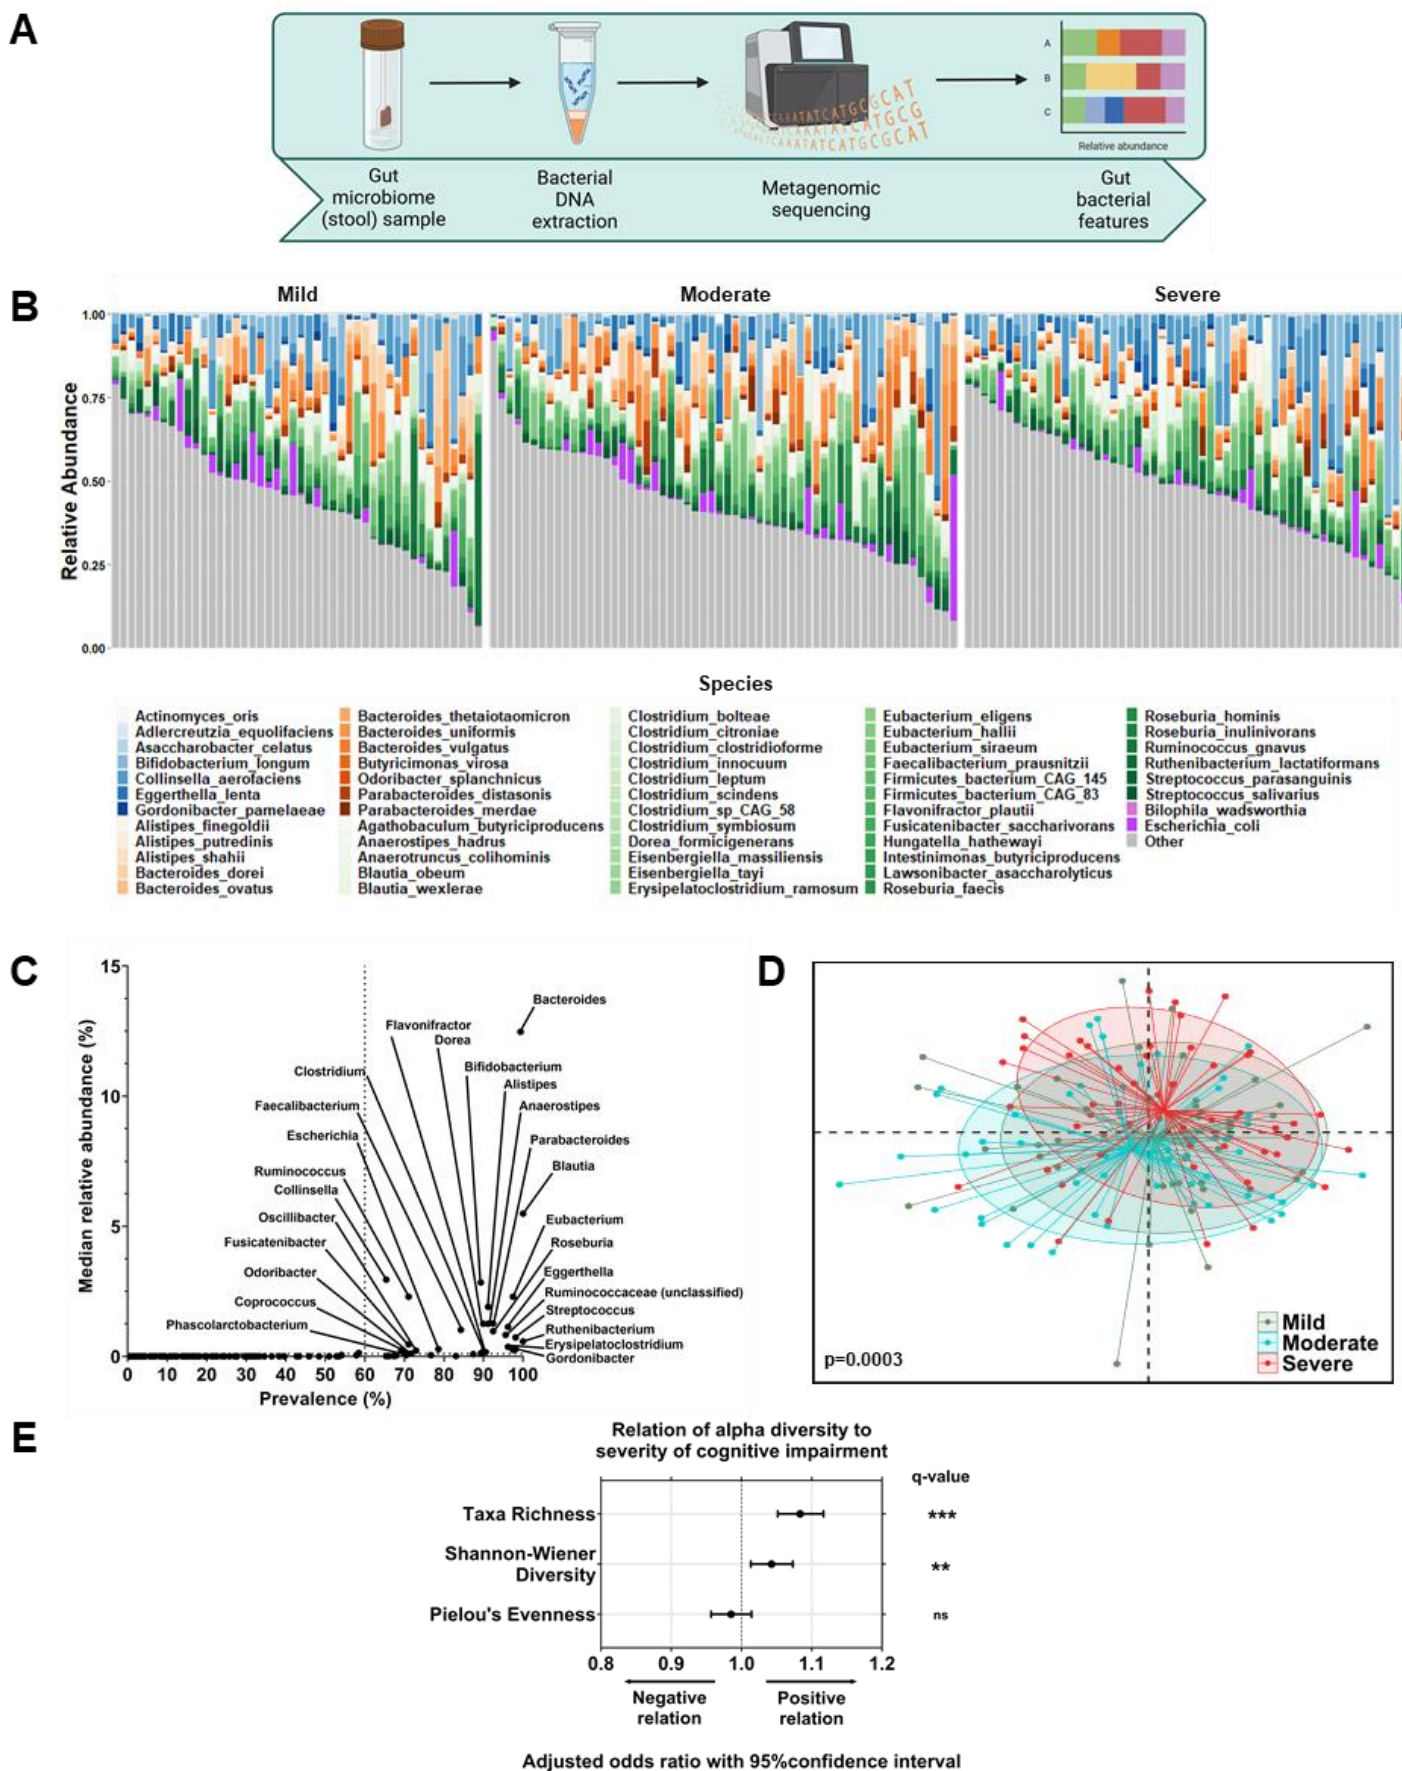 A
A
B
C
TCAAATATCATGCGCAT
Relative abundance
Gut
microbiome
(stool) sample
Bacterial
DNA
extraction
Metagenomic
sequencing
Gut
bacterial
features
B
Mild
Moderate
Severe
Relative Abundance
1.00
0.75
0.50
0.25
0.00
Species
Actinomyces_oris
Adlercreutzia_equolifaciens
Asaccharobacter_celatus
Bifidobacterium_longum
Collinsella_aerofaciens
Eggerthella_lenta
Gordonibacter_pamelaeae
Alistipes_finegoldii
Alistipes_putredinis
Alistipes_shahii
Bacteroides_dorei
Bacteroides_ovatus
Bacteroides_thetaiotaomicron
Bacteroides_uniformis
Bacteroides_vulgatus
Butyricimonas_virosa
Odoribacter_splanchnicus
Parabacteroides_distasonis
Parabacteroides_merdae
Agathobaculum_butyriciproducens
Anaerostipes_hadrus
Anaerotruncus_colihominis
Blautia_obeum
Blautia_wexlerae
Clostridium_bolteae
Clostridium_citroniae
Clostridium_clostridioforme
Clostridium_innocuum
Clostridium_leptum
Clostridium_scindens
Clostridium_sp_CAG_58
Clostridium_symbiosum
Dorea_formicigenerans
Eisenbergiella_massiliensis
Eisenbergiella_tayi
Erysipelatoclostridium_ramosum
Eubacterium_eligens
Eubacterium_hallii
Eubacterium_siraeum
Faecalibacterium_prausnitzii
Firmicutes_bacterium_CAG_145
Firmicutes_bacterium_CAG_83
Flavonifractor_plautii
Fusicatenibacter_saccharivorans
Hungatella_hathewayi
Intestinimonas_butyriciproducens
Lawsonibacter_asaccharolyticus
Roseburia_faecis
Roseburia_hominis
Roseburia_inulinivorans
Ruminococcus_gnavus
Ruthenibacterium_lactatiformans
Streptococcus_parasanguinis
Streptococcus_salivarius
Bilophila_wadsworthia
Escherichia_coli
Other
C
Median relative abundance (%)
15
10
5
0
0 10 20 30 40 50 60 70 80 90 100
Prevalence (%)
Bacteroides
Flavonifractor
Dorea
Bifidobacterium
Clostridium
Alistipes
Faecalibacterium
Anaerostipes
Escherichia
Parabacteroides
Ruminococcus
Blautia
Collinsella
Oscillibacter
Eubacterium
Fusicatenibacter
Roseburia
Odoribacter
Eggerthella
Ruminococcaceae (unclassified)
Coprococcus
Streptococcus
Phascolarctobacterium
Ruthenibacterium
Erysipelatoclostridium
Gordonibacter
D
p=0.0003
Mild
Moderate
Severe
E
Relation of alpha diversity to
severity of cognitive impairment
q-value
Taxa Richness
***
Shannon-Wiener
Diversity
**
Pielou's Evenness
ns
0.8 0.9 1.0 1.1 1.2
Negative
relation
Positive
relation
Adjusted odds ratio with 95%confidence interval